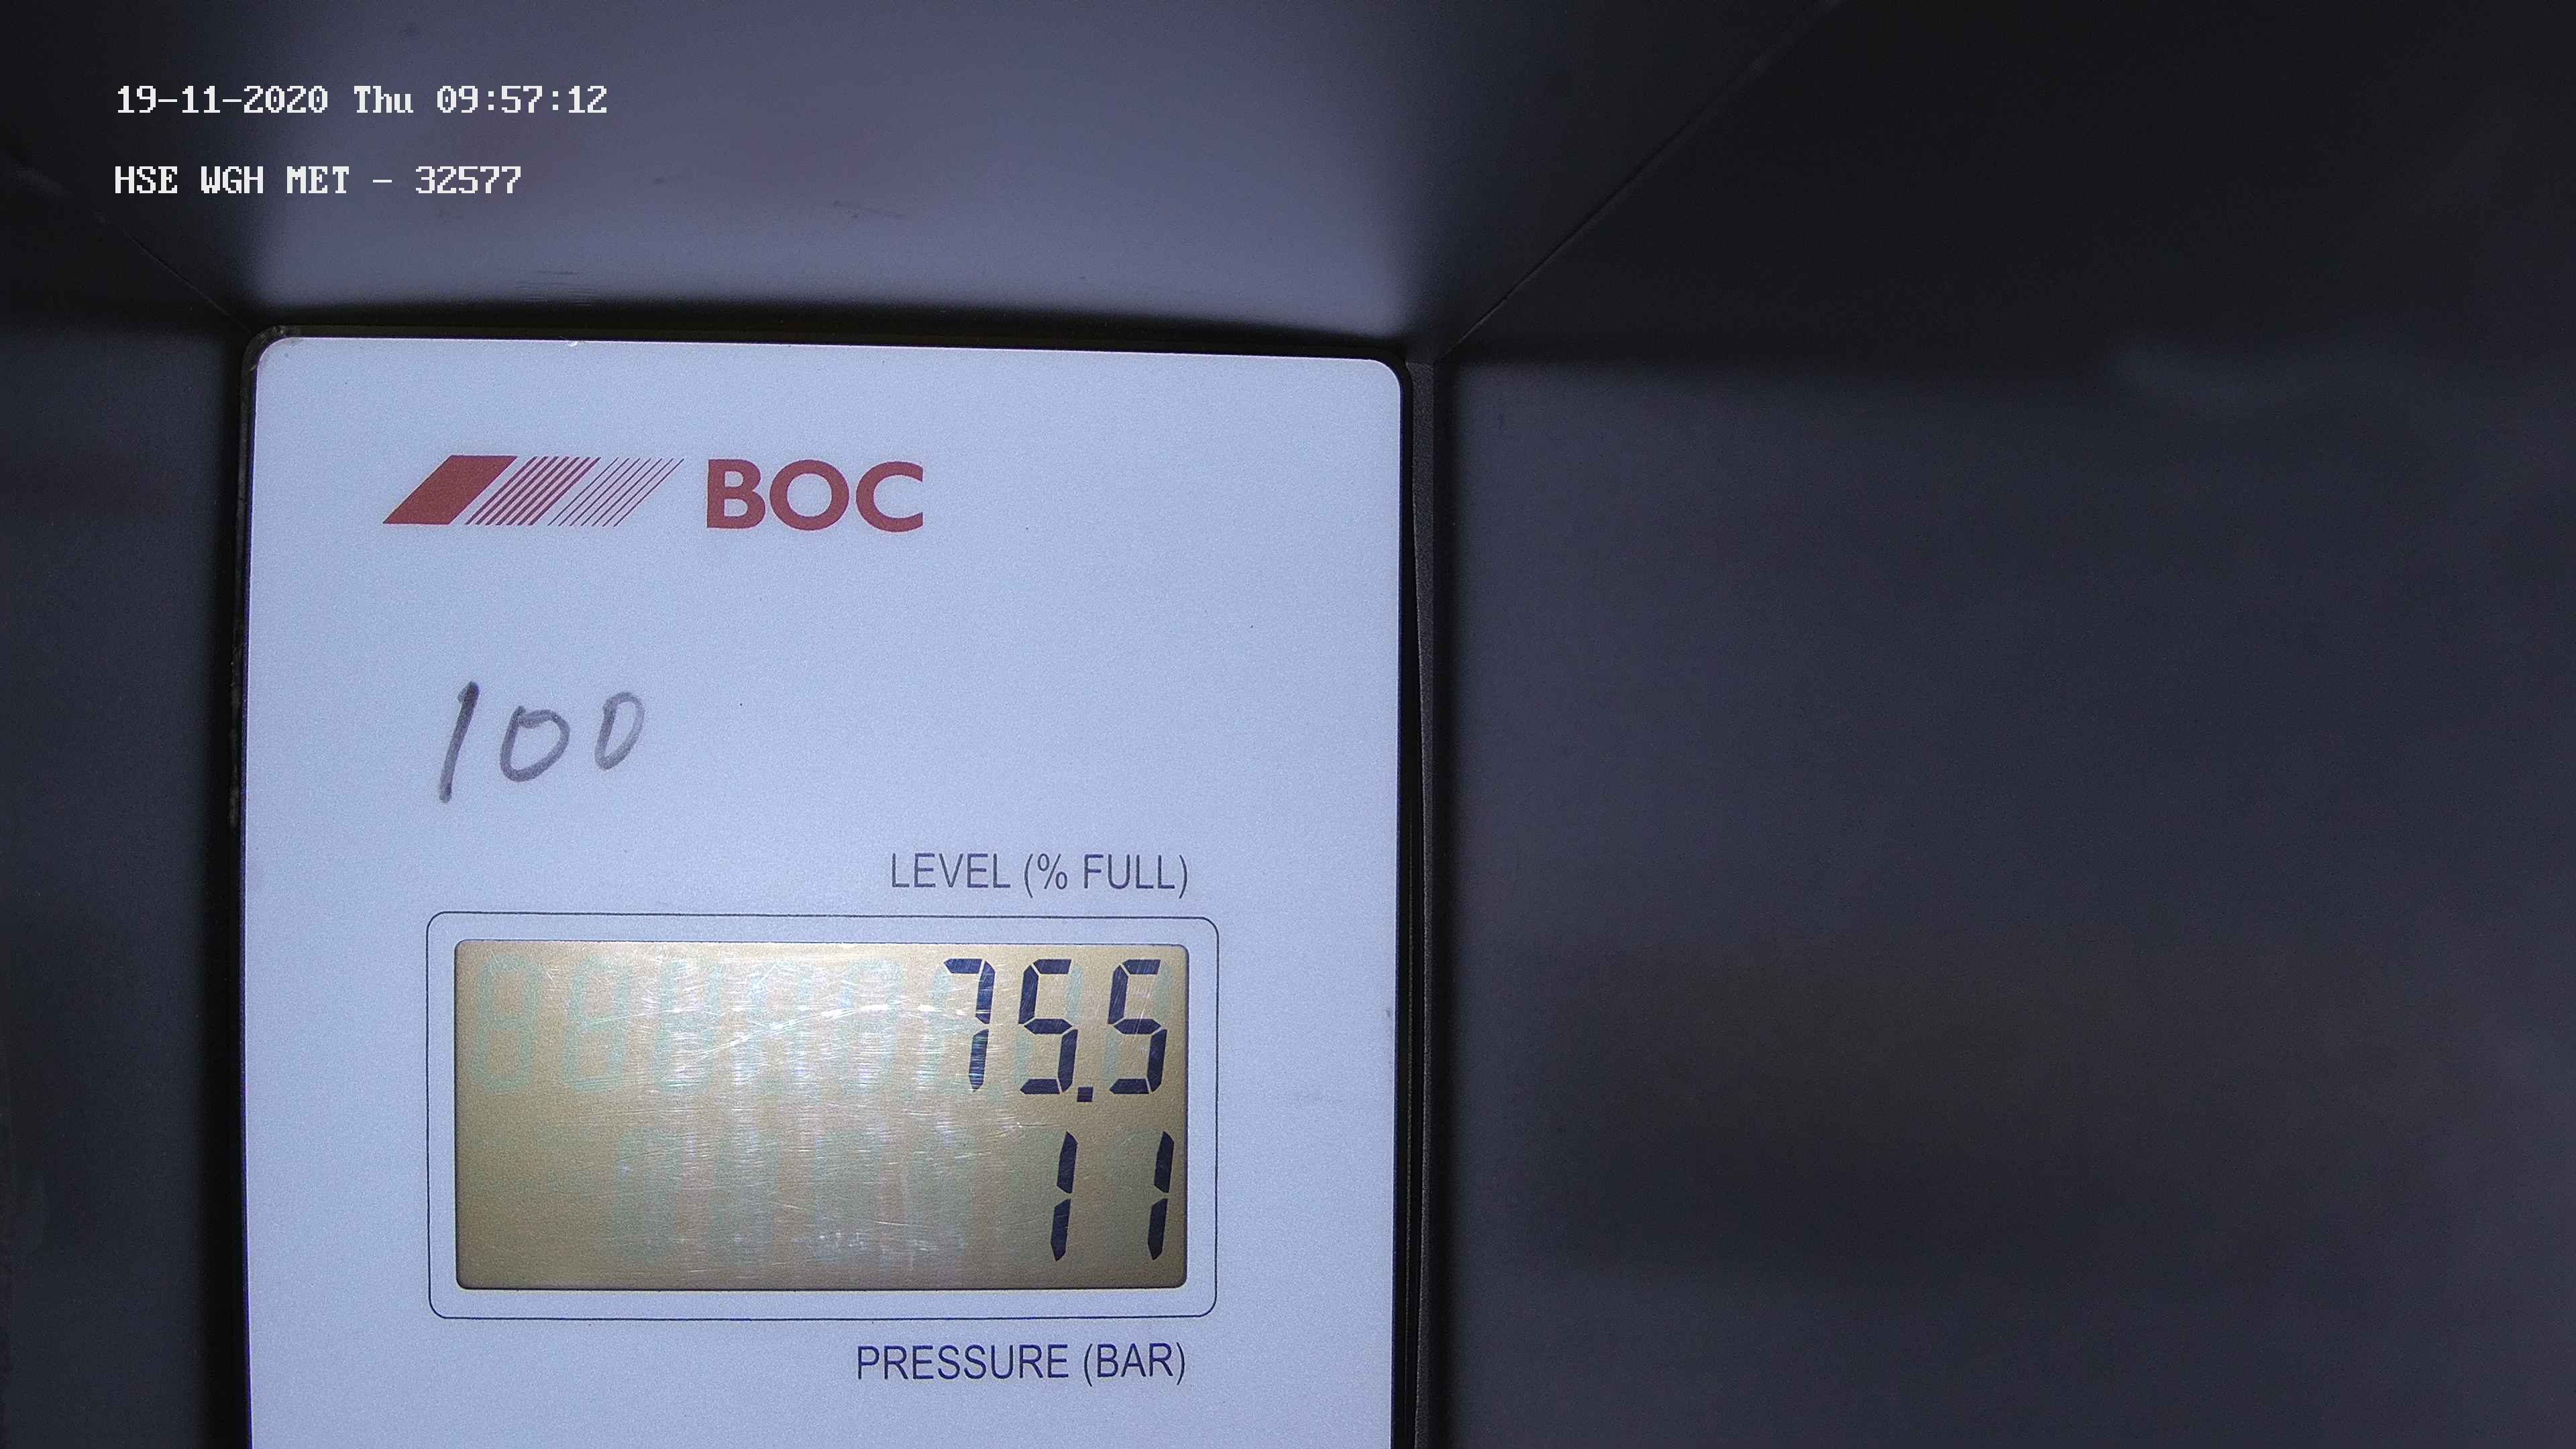 19-11-2020 Thu 09:57:12
HSE WGH MET - 32577
BOC
100
LEVEL (% FULL)
75.5
11
PRESSURE (BAR)